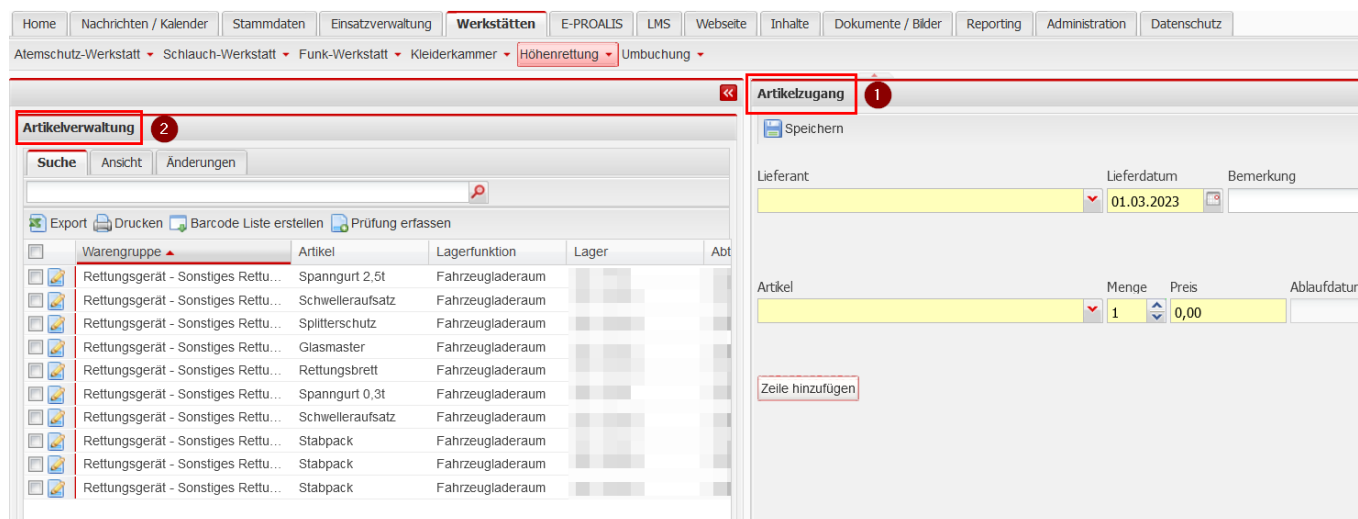 Home Nachrichten / Kalender Stammdaten Einsatzverwaltung Werkstätten E-PROALIS LMS Webseite Inhalte Dokumente / Bilder Reporting Administration Datenschutz
Atemschutz-Werkstatt Schlauch-Werkstatt Funk-Werkstatt Kleiderkammer Höhenrettung Umbuchung
Artikelverwaltung 2
Suche Ansicht Änderungen
Export Drucken Barcode Liste erstellen Prüfung erfassen
Warengruppe Artikel Lagerfunktion Lager Abt
Rettungsgerät - Sonstiges Rettu... Spanngurt 2,5t Fahrzeugladeraum
Rettungsgerät - Sonstiges Rettu... Schwelleraufsatz Fahrzeugladeraum
Rettungsgerät - Sonstiges Rettu... Splitterschutz Fahrzeugladeraum
Rettungsgerät - Sonstiges Rettu... Glasmaster Fahrzeugladeraum
Rettungsgerät - Sonstiges Rettu... Rettungsbrett Fahrzeugladeraum
Rettungsgerät - Sonstiges Rettu... Spanngurt 0,3t Fahrzeugladeraum
Rettungsgerät - Sonstiges Rettu... Schwelleraufsatz Fahrzeugladeraum
Rettungsgerät - Sonstiges Rettu... Stabpack Fahrzeugladeraum
Rettungsgerät - Sonstiges Rettu... Stabpack Fahrzeugladeraum
Rettungsgerät - Sonstiges Rettu... Stabpack Fahrzeugladeraum
Artikelzugang 1
Speichern
Lieferant Lieferdatum Bemerkung
01.03.2023
Artikel Menge Preis Ablaufdatu
1 0,00
Zeile hinzufügen